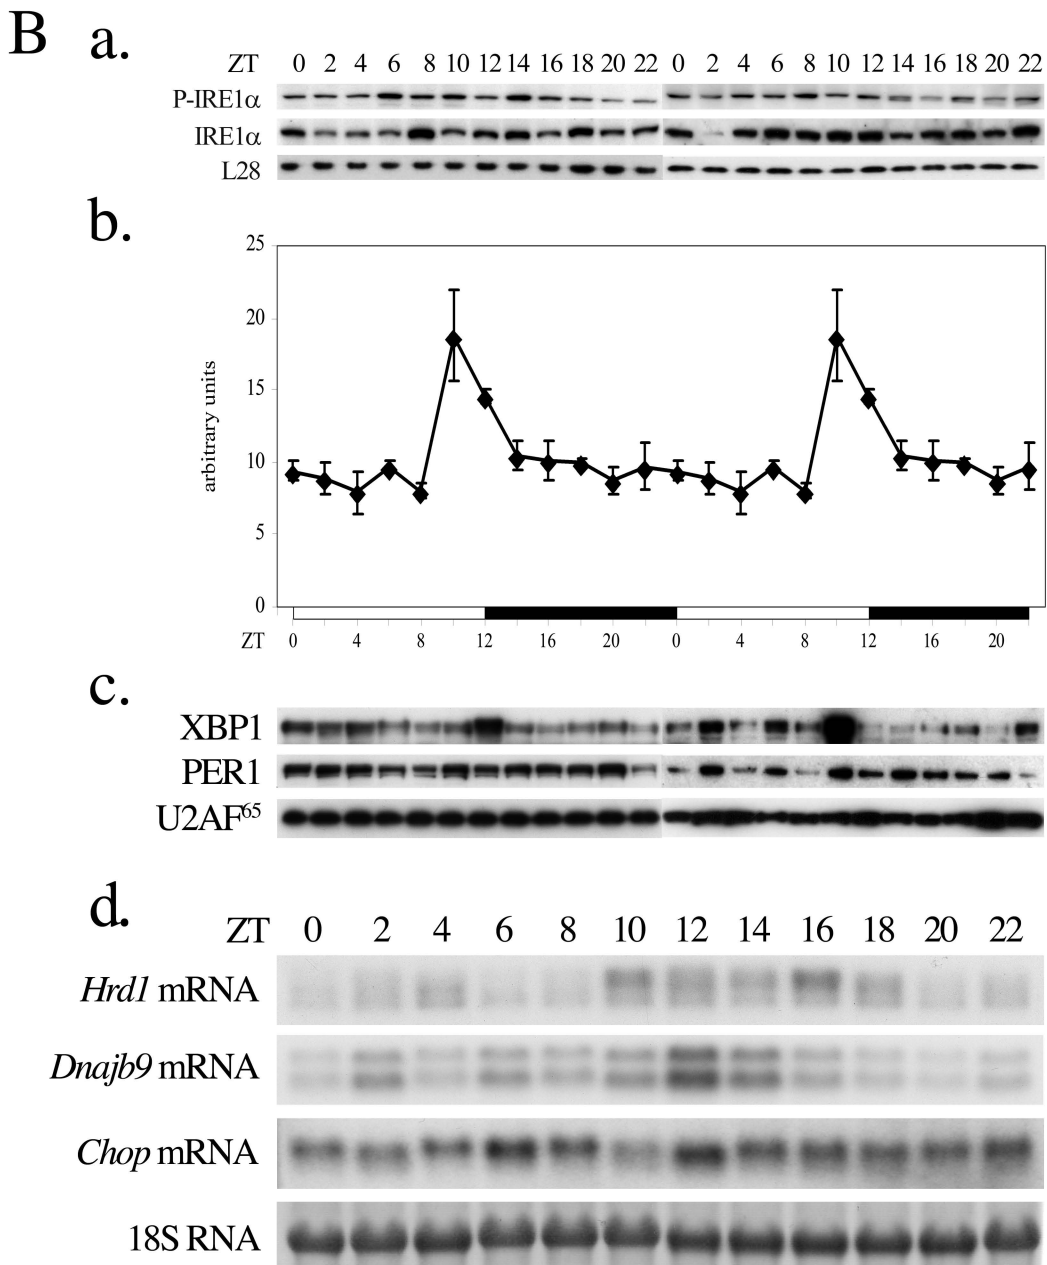 B a.
ZT 0 2 4 6 8 10 12 14 16 18 20 22 0 2 4 6 8 10 12 14 16 18 20 22
P-IRE1α
IRE1α
L28
b.
25
20
15
10
5
0
arbitrary units
ZT 0 4 8 12 16 20 0 4 8 12 16 20
c.
XBP1
PER1
U2AF⁶⁵
d.
ZT 0 2 4 6 8 10 12 14 16 18 20 22
Hrd1 mRNA
Dnajb9 mRNA
Chop mRNA
18S RNA